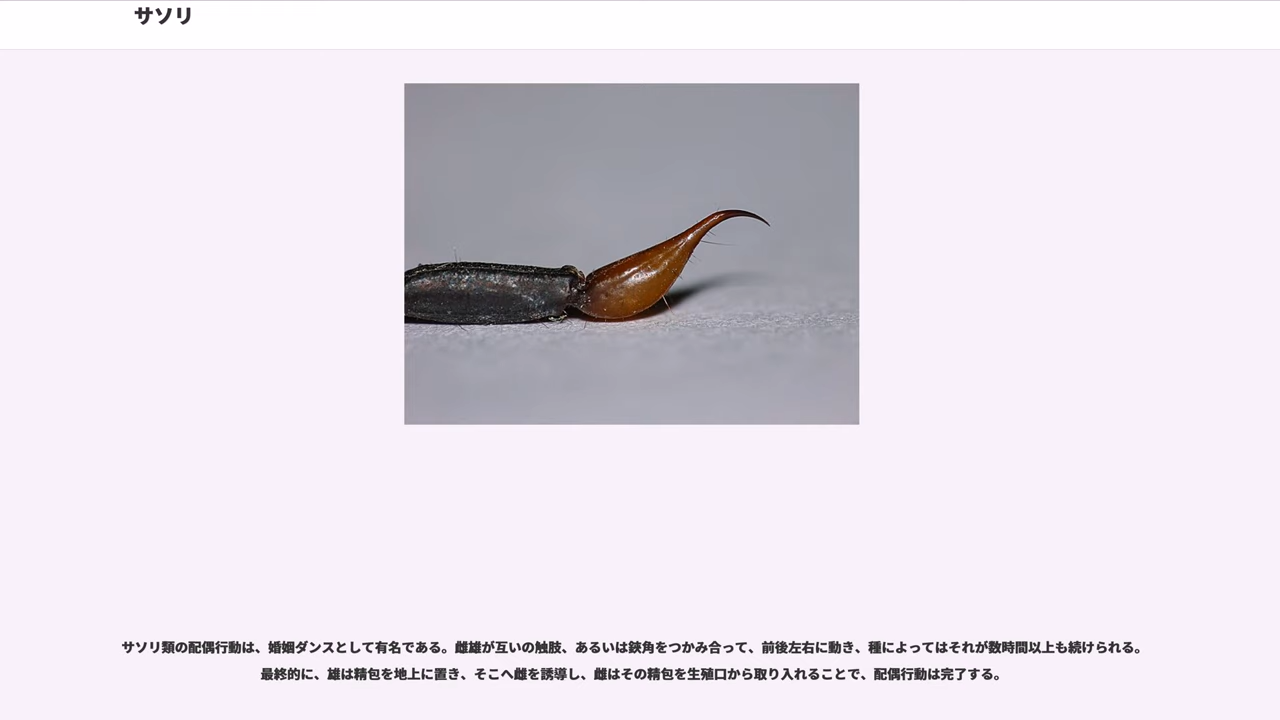 サソリ
サソリ類の配偶行動は、婚姻ダンスとして有名である。雌雄が互いの触肢、あるいは鋏角をつかみ合って、前後左右に動き、種によってはそれが数時間以上も続けられる。
最終的に、雄は精包を地上に置き、そこへ雌を誘導し、雌はその精包を生殖口から取り入れることで、配偶行動は完了する。